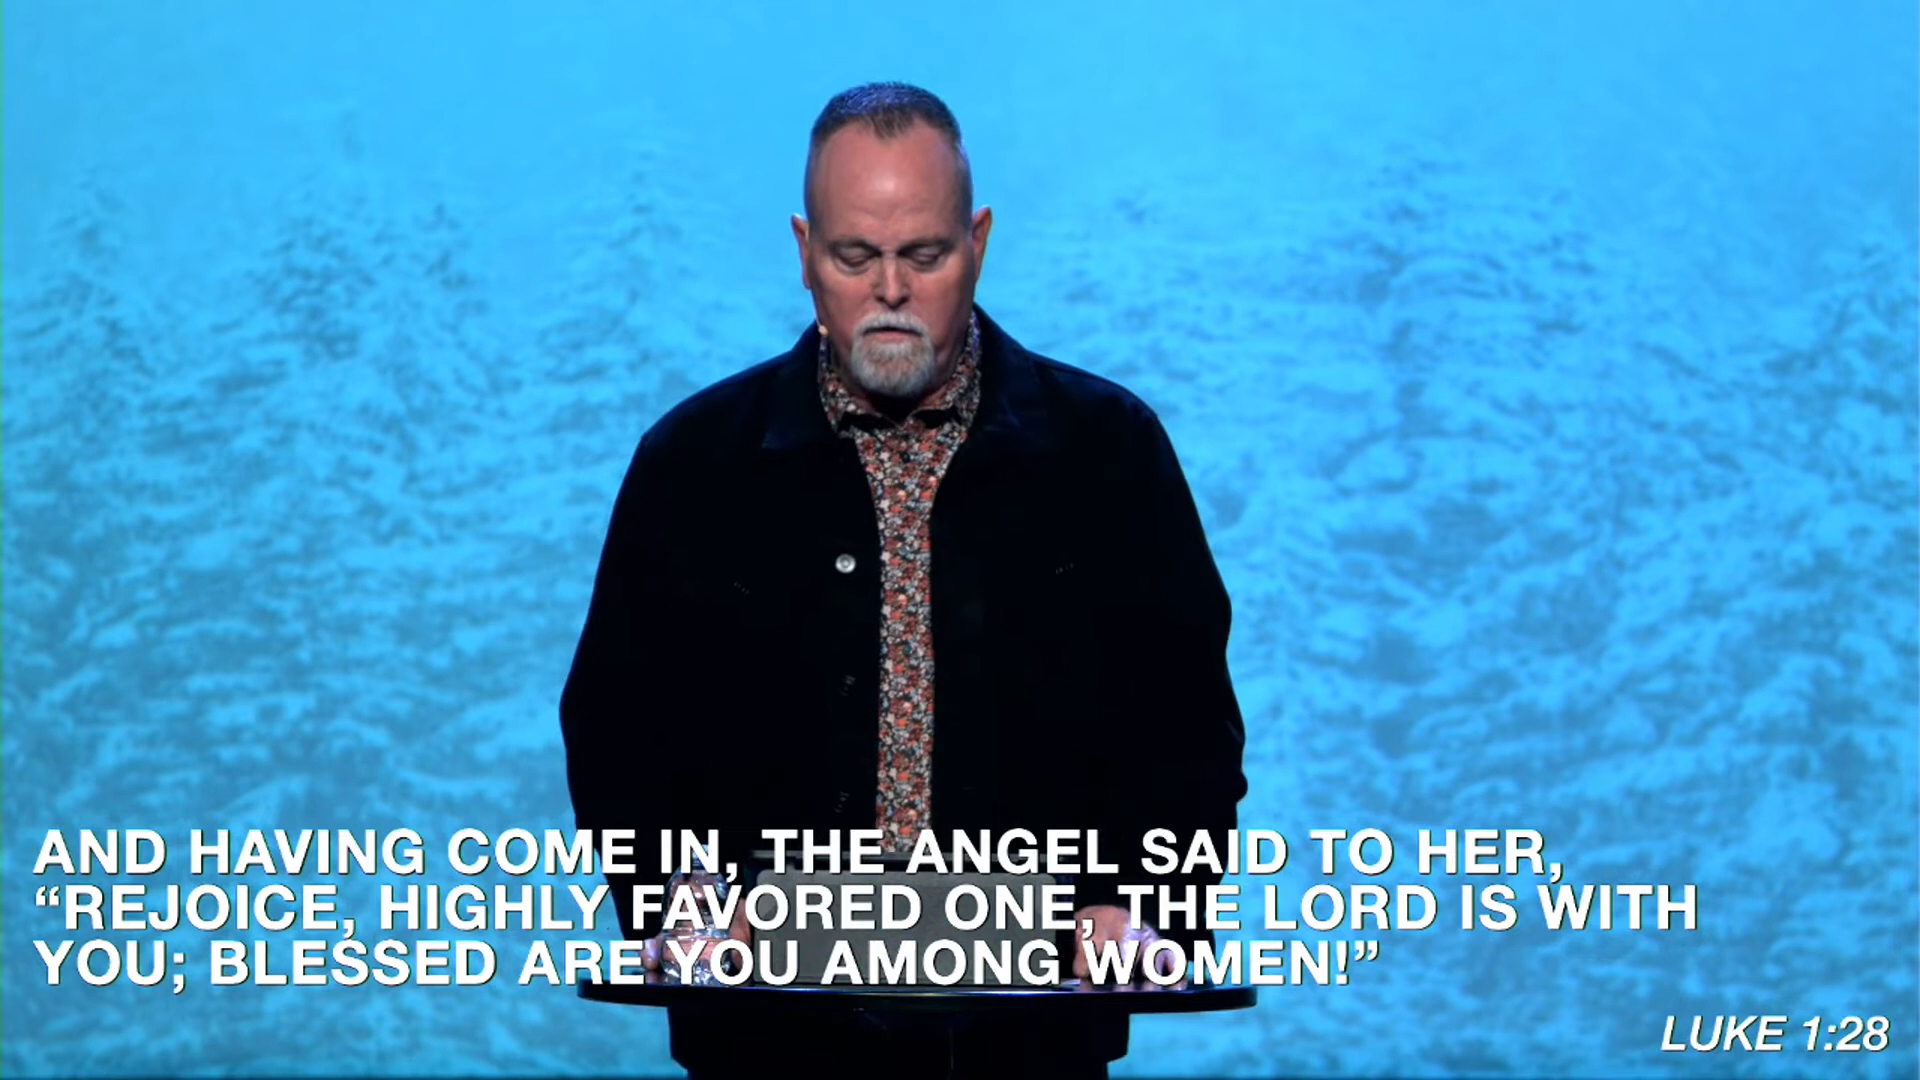 AND HAVING COME IN, THE ANGEL SAID TO HER,
“REJOICE, HIGHLY FAVORED ONE, THE LORD IS WITH
YOU; BLESSED ARE YOU AMONG WOMEN!”
LUKE 1:28